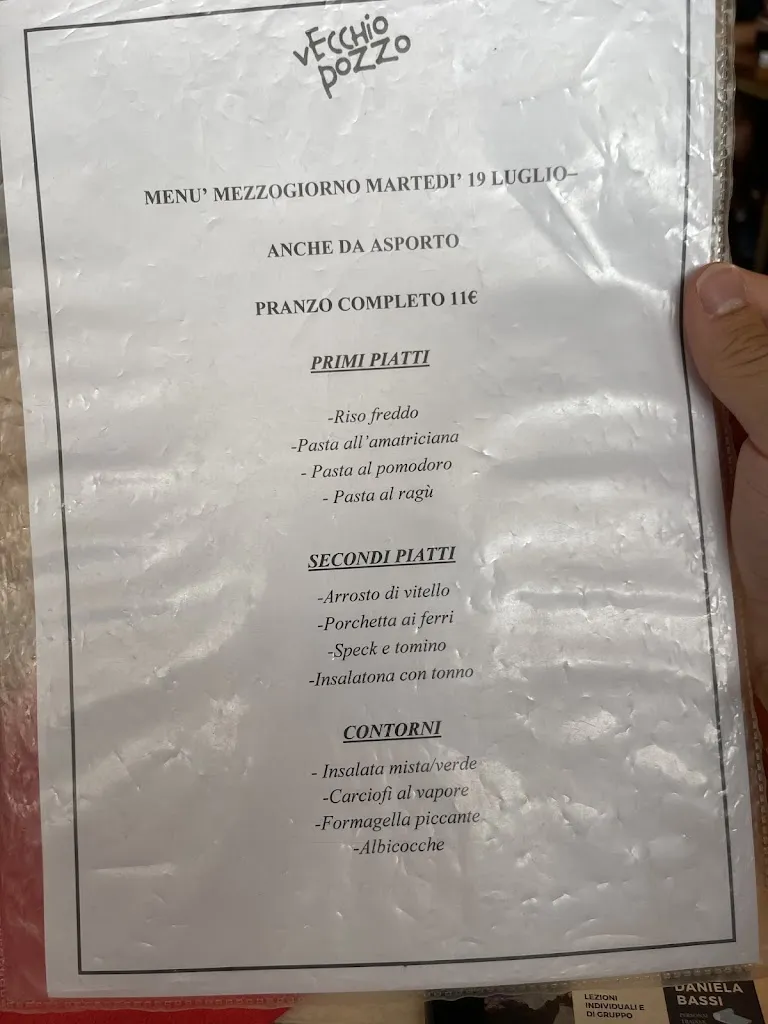 VECCHIO
POZZO
MENU' MEZZOGIORNO MARTEDI' 19 LUGLIO–
ANCHE DA ASPORTO
PRANZO COMPLETO 11€
PRIMI PIATTI
-Riso freddo
-Pasta all'amatriciana
- Pasta al pomodoro
- Pasta al ragù
SECONDI PIATTI
-Arrosto di vitello
-Porchetta ai ferri
-Speck e tomino
-Insalatona con tonno
CONTORNI
- Insalata mista/verde
-Carciofi al vapore
-Formagella piccante
-Albicocche
LEZIONI
INDIVIDUALI E
DI GRUPPO
DANIELA
BASSI